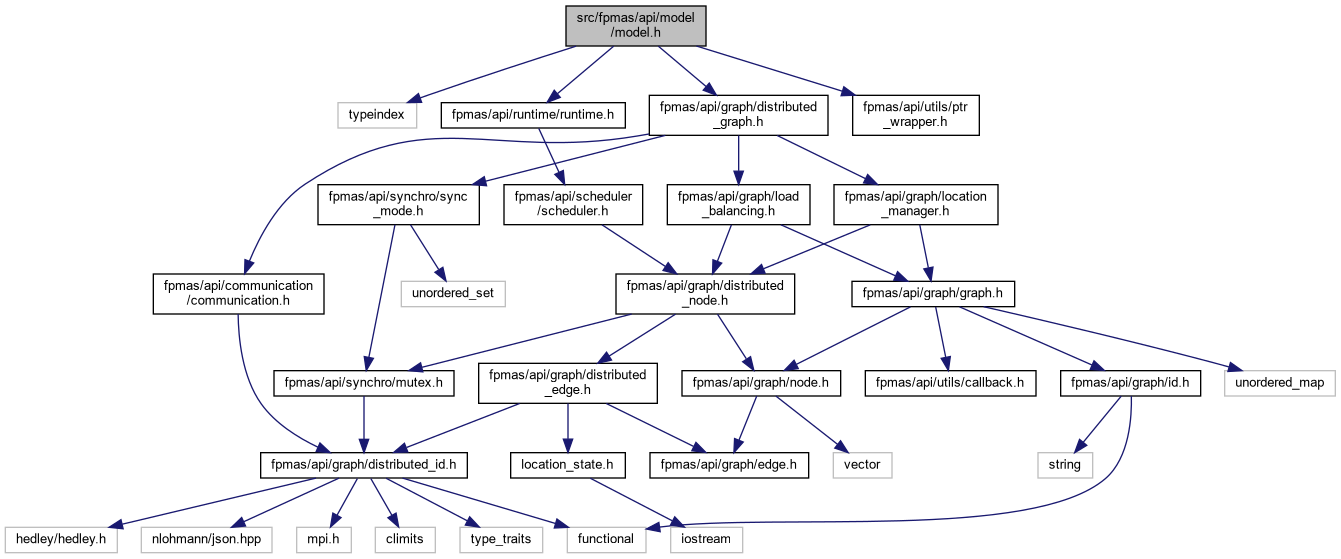 src/fpmas/api/model
/model.h
typeindex
fpmas/api/runtime/runtime.h
fpmas/api/graph/distributed
_graph.h
fpmas/api/utils/ptr
_wrapper.h
fpmas/api/synchro/sync
_mode.h
fpmas/api/scheduler
/scheduler.h
fpmas/api/graph/load
_balancing.h
fpmas/api/graph/location
_manager.h
fpmas/api/communication
/communication.h
unordered_set
fpmas/api/graph/distributed
_node.h
fpmas/api/graph/graph.h
fpmas/api/synchro/mutex.h
fpmas/api/graph/distributed
_edge.h
fpmas/api/graph/node.h
fpmas/api/utils/callback.h
fpmas/api/graph/id.h
unordered_map
fpmas/api/graph/distributed_id.h
location_state.h
fpmas/api/graph/edge.h
vector
string
hedley/hedley.h
nlohmann/json.hpp
mpi.h
climits
type_traits
functional
iostream